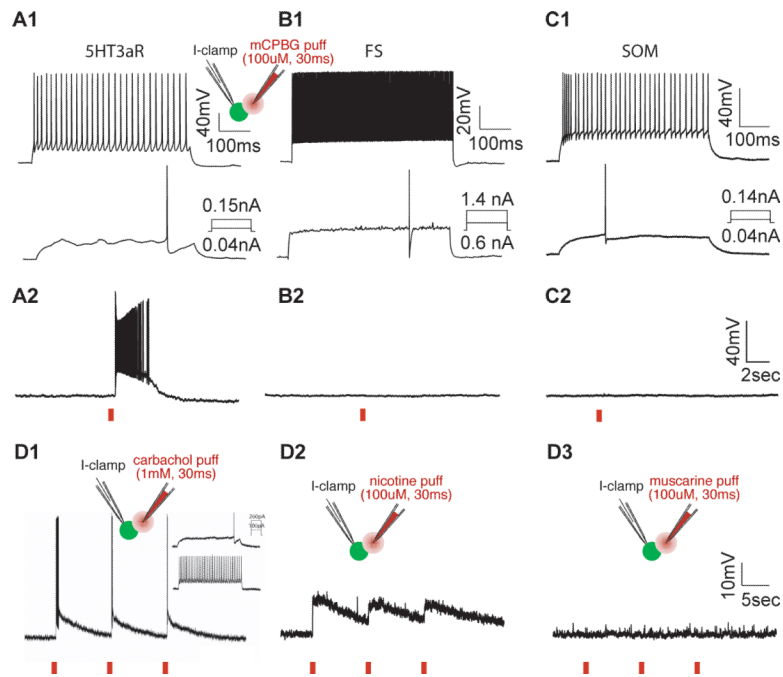 A1
5HT3aR
I-clamp
mCPBG puff
(100uM, 30ms)
40mV
100ms
0.15nA
0.04nA
B1
FS
20mV
100ms
1.4 nA
0.6 nA
C1
SOM
40mV
100ms
0.14nA
0.04nA
A2
B2
C2
40mV
2sec
D1
I-clamp
carbachol puff
(1mM, 30ms)
D2
I-clamp
nicotine puff
(100uM, 30ms)
D3
I-clamp
muscarine puff
(100uM, 30ms)
10mV
5sec